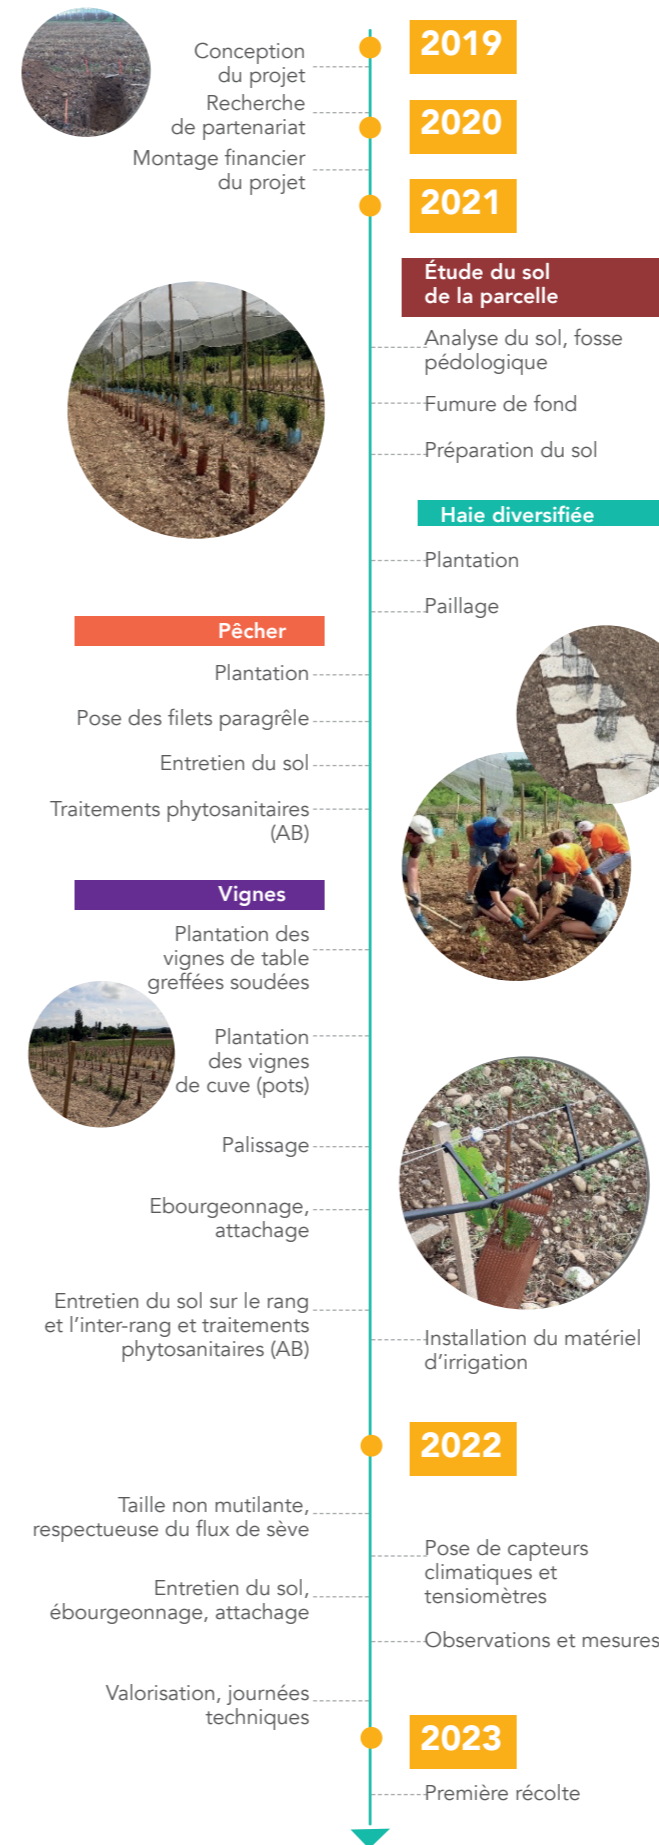 2019
Conception
du projet
Recherche
de partenariat
2020
Montage financier
du projet
2021
Étude du sol
de la parcelle
Analyse du sol, fosse
pédologique
Fumure de fond
Préparation du sol
Haie diversifiée
Plantation
Paillage
Pêcher
Plantation
Pose des filets paragrêle
Entretien du sol
Traitements phytosanitaires
(AB)
Vignes
Plantation des
vignes de table
greffées soudées
Plantation
des vignes
de cuve (pots)
Palissage
Ebourgeonnage,
attachage
Entretien du sol sur le rang
et l'inter-rang et traitements
phytosanitaires (AB)
Installation du matériel
d'irrigation
2022
Taille non mutilante,
respectueuse du flux de sève
Pose de capteurs
climatiques et
tensiomètres
Entretien du sol,
ébourgeonnage, attachage
Observations et mesures
Valorisation, journées
techniques
2023
Première récolte